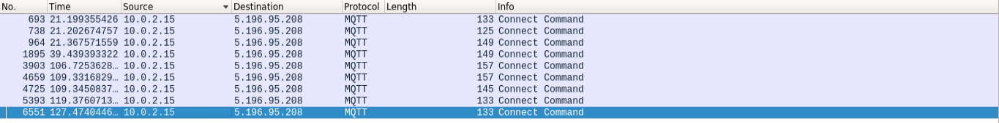 No. Time Source Destination Protocol Length Info
693 21.199355426 10.0.2.15 5.196.95.208 MQTT 133 Connect Command
738 21.202674757 10.0.2.15 5.196.95.208 MQTT 125 Connect Command
964 21.367571559 10.0.2.15 5.196.95.208 MQTT 149 Connect Command
1895 39.439393322 10.0.2.15 5.196.95.208 MQTT 149 Connect Command
3903 106.7253628… 10.0.2.15 5.196.95.208 MQTT 157 Connect Command
4659 109.3316829… 10.0.2.15 5.196.95.208 MQTT 157 Connect Command
4725 109.3450837… 10.0.2.15 5.196.95.208 MQTT 145 Connect Command
5393 119.3760713… 10.0.2.15 5.196.95.208 MQTT 133 Connect Command
6551 127.4740446… 10.0.2.15 5.196.95.208 MQTT 133 Connect Command